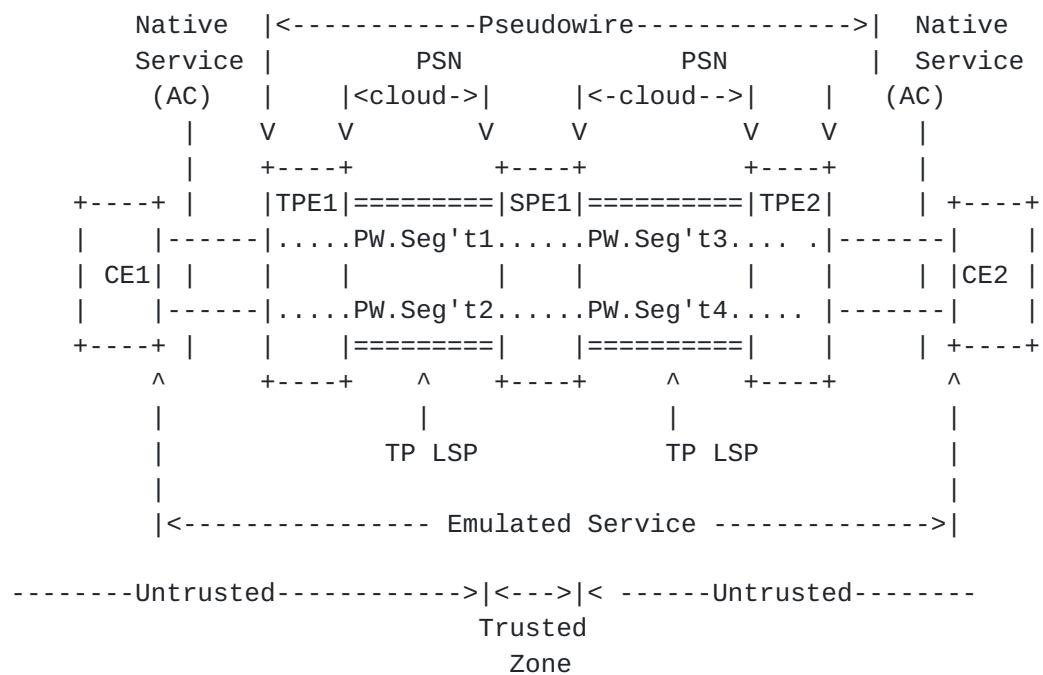 Native  |<------------Pseudowire-------------->|  Native
Service |          PSN              PSN          |  Service
(AC)   |    |<cloud->|     |<-cloud-->|    |   (AC)
|    V    V        V     V          V    V     |
|    +----+         +----+          +----+     |
+----+ |    |TPE1|=========|SPE1|==========|TPE2|     | +----+
|    |------|.....PW.Seg't1......PW.Seg't3.... .|-------|    |
| CE1| |    |    |         |    |          |    |     | |CE2 |
|    |------|.....PW.Seg't2......PW.Seg't4..... |-------|    |
+----+ |    |    |=========|    |==========|    |     | +----+
^      +----+    ^    +----+     ^    +----+       ^
|                |               |                 |
|              TP LSP          TP LSP              |
|                                                  |
|<---------------- Emulated Service -------------->|
--------Untrusted------------>|<--->|< ------Untrusted--------
Trusted
Zone